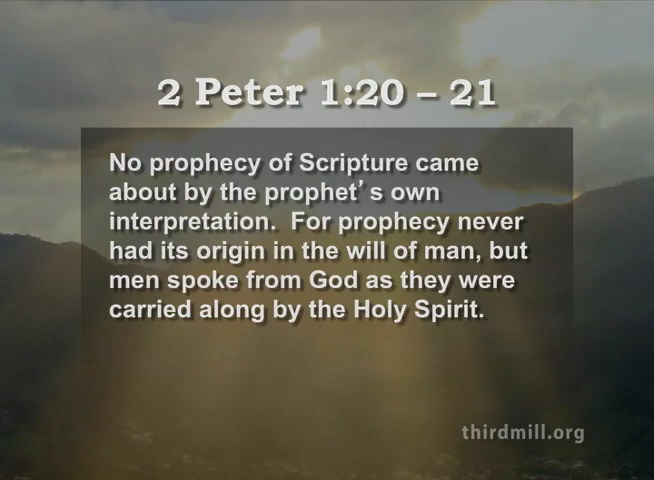 2 Peter 1:20 – 21
No prophecy of Scripture came
about by the prophet’s own
interpretation.  For prophecy never
had its origin in the will of man, but
men spoke from God as they were
carried along by the Holy Spirit.
thirdmill.org